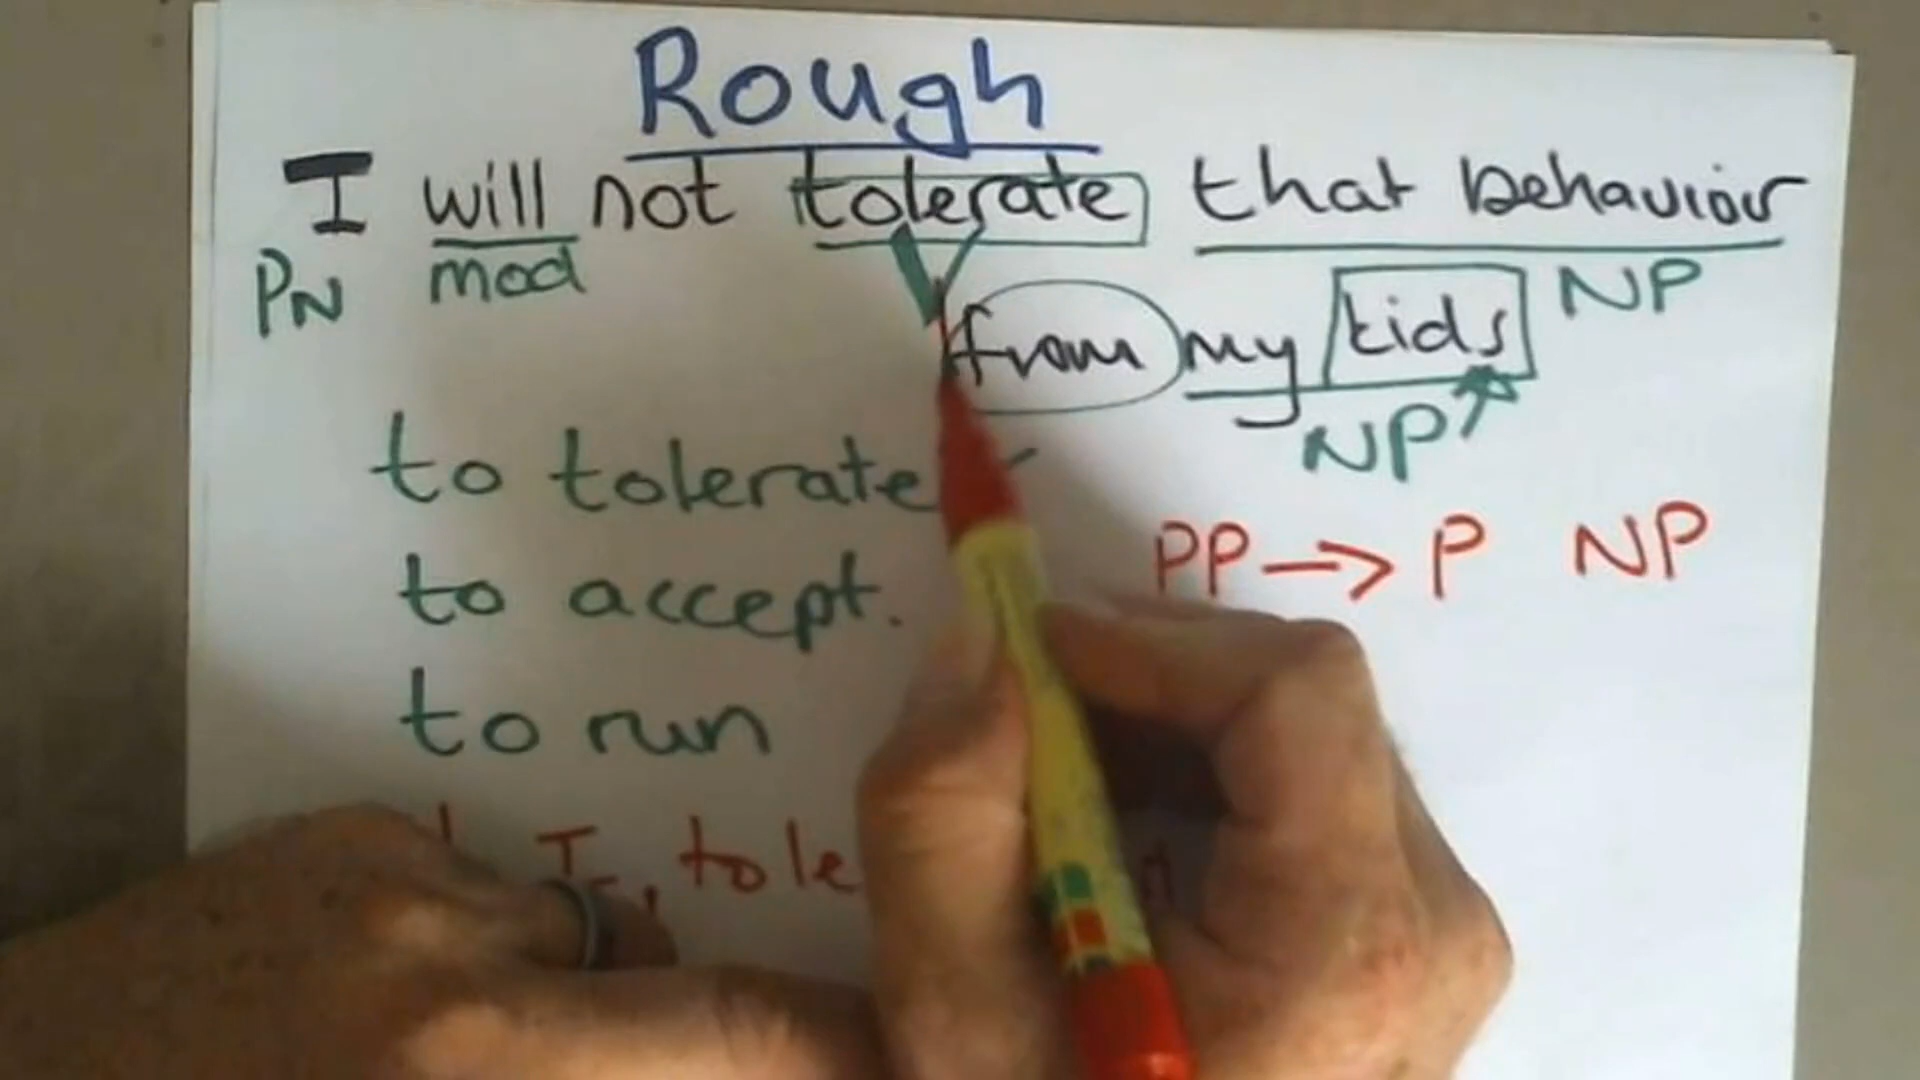 Rough
I will not tolerate that behavior
PN mod V NP
from my kids
NP
to tolerate
PP → P NP
to accept.
to run
I